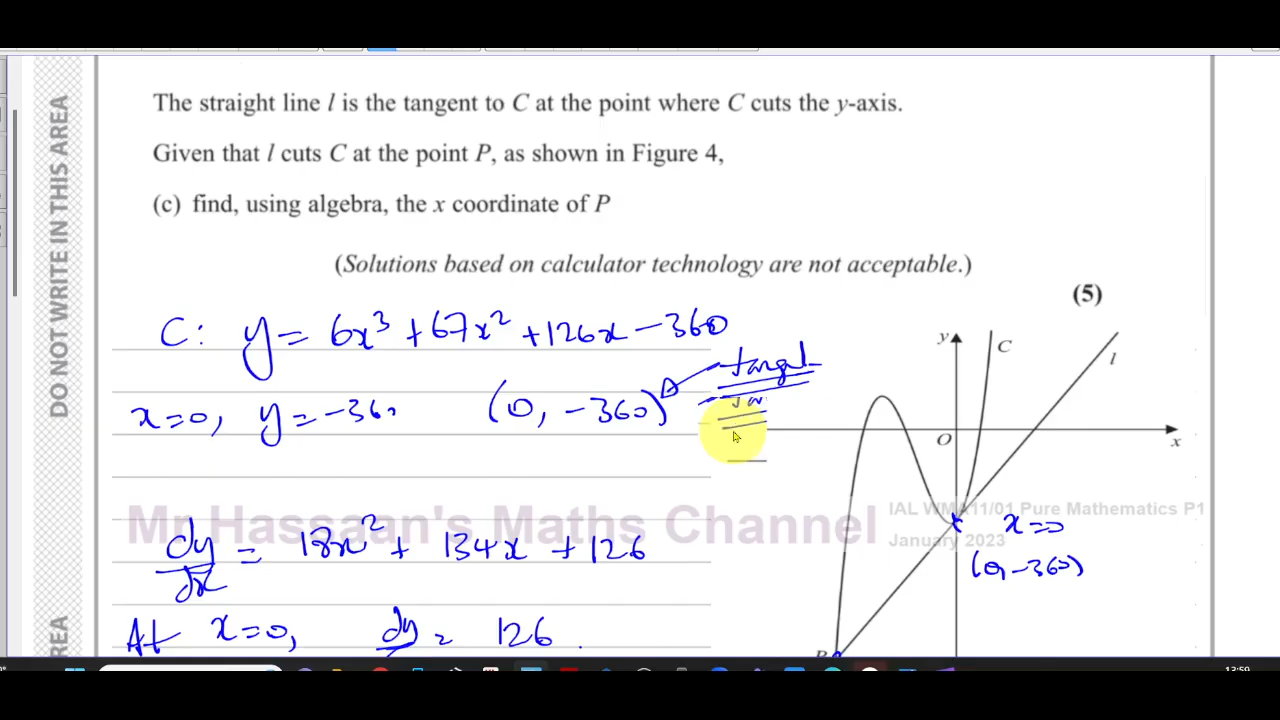 DO NOT WRITE IN THIS AREA
The straight line l is the tangent to C at the point where C cuts the y-axis.
Given that l cuts C at the point P, as shown in Figure 4,
(c) find, using algebra, the x coordinate of P
(Solutions based on calculator technology are not acceptable.)
(5)
C: y = 6x³ + 67x² + 126x − 360
x=0, y = −360 (0, −360)
y C l
O x
Mr Hassaan's Maths Channel
IAL WMA11/01 Pure Mathematics P1
January 2023
x=0
(0, −360)
dy/dx = 18x² + 134x + 126
At x=0, dy = 126
REA